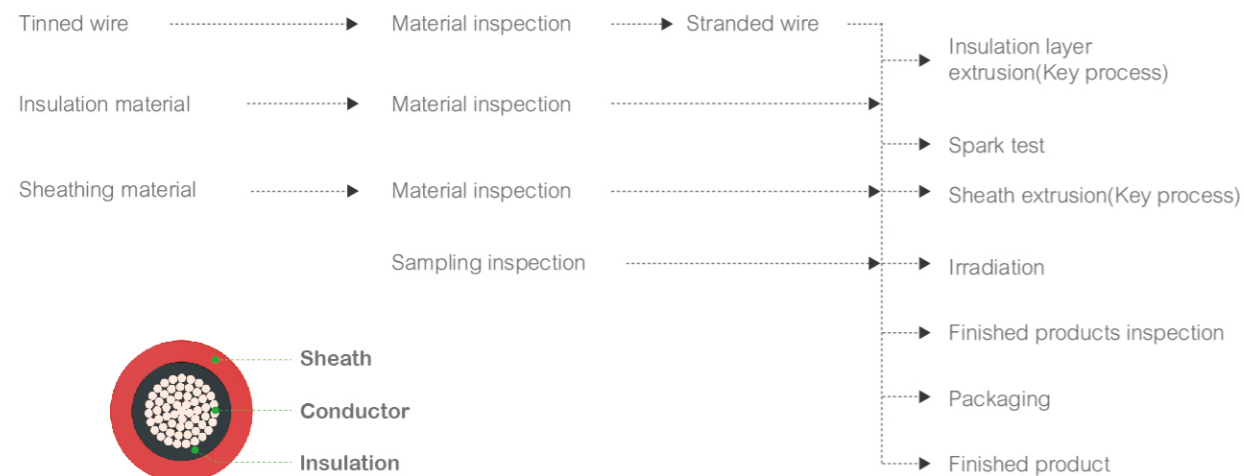 Tinned wire
Material inspection
Stranded wire
Insulation layer
extrusion(Key process)
Insulation material
Material inspection
Spark test
Sheathing material
Material inspection
Sheath extrusion(Key process)
Sampling inspection
Irradiation
Finished products inspection
Sheath
Packaging
Conductor
Insulation
Finished product